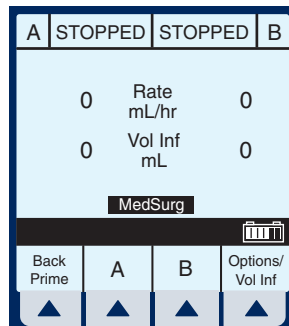 A STOPPED STOPPED B
0 Rate mL/hr 0
0 Vol Inf mL 0
MedSurg
Back Prime A B Options/ Vol Inf